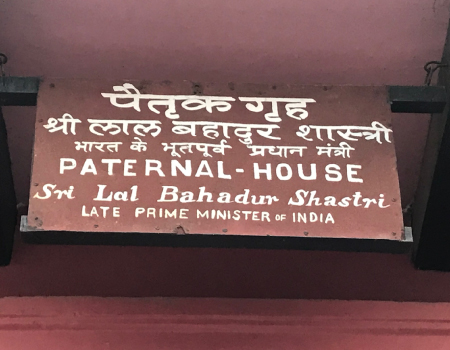 पैतृक गृह
श्री लाल बहादुर शास्त्री
भारत के भूतपूर्व प्रधान मंत्री
PATERNAL-HOUSE
Sri Lal Bahadur Shastri
LATE PRIME MINISTER OF INDIA